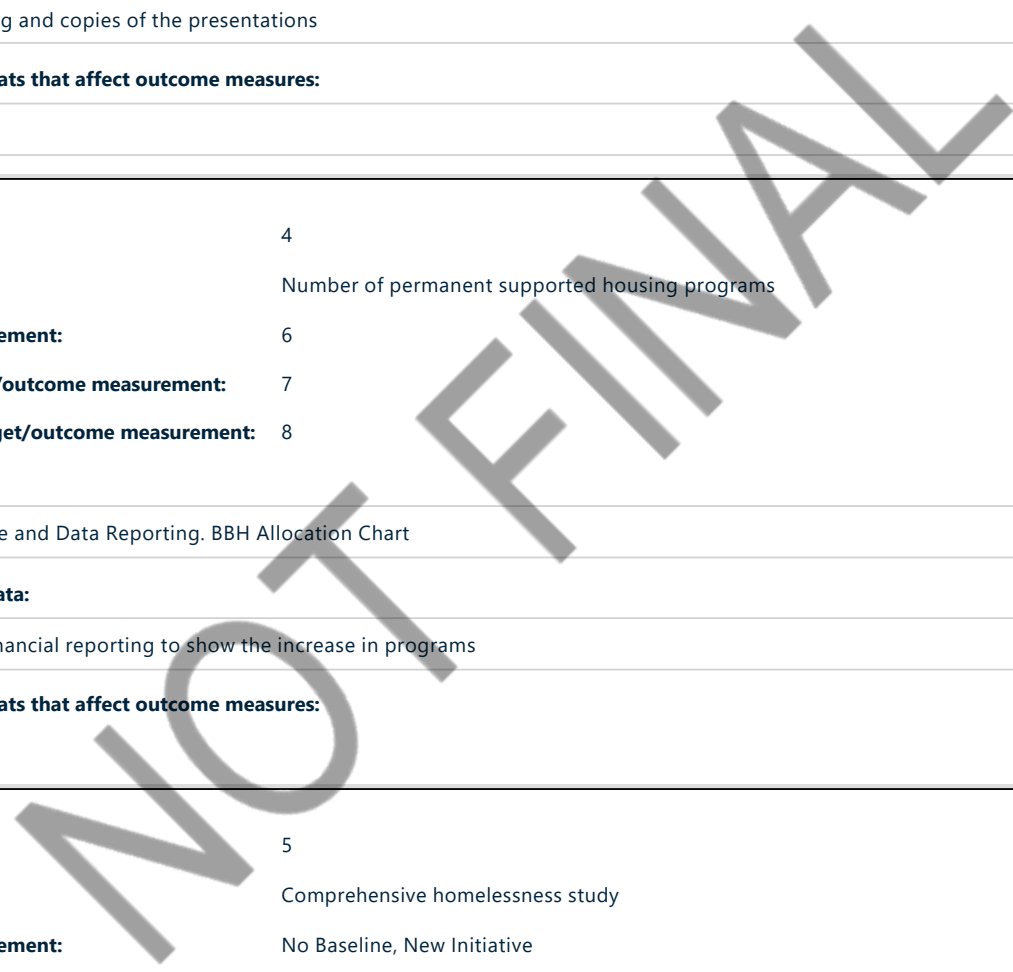 g and copies of the presentations
ats that affect outcome measures:
4
Number of permanent supported housing programs
ement: 6
/outcome measurement: 7
get/outcome measurement: 8
e and Data Reporting. BBH Allocation Chart
ata:
nancial reporting to show the increase in programs
ats that affect outcome measures:
5
Comprehensive homelessness study
ement: No Baseline, New Initiative
NOT FINAL